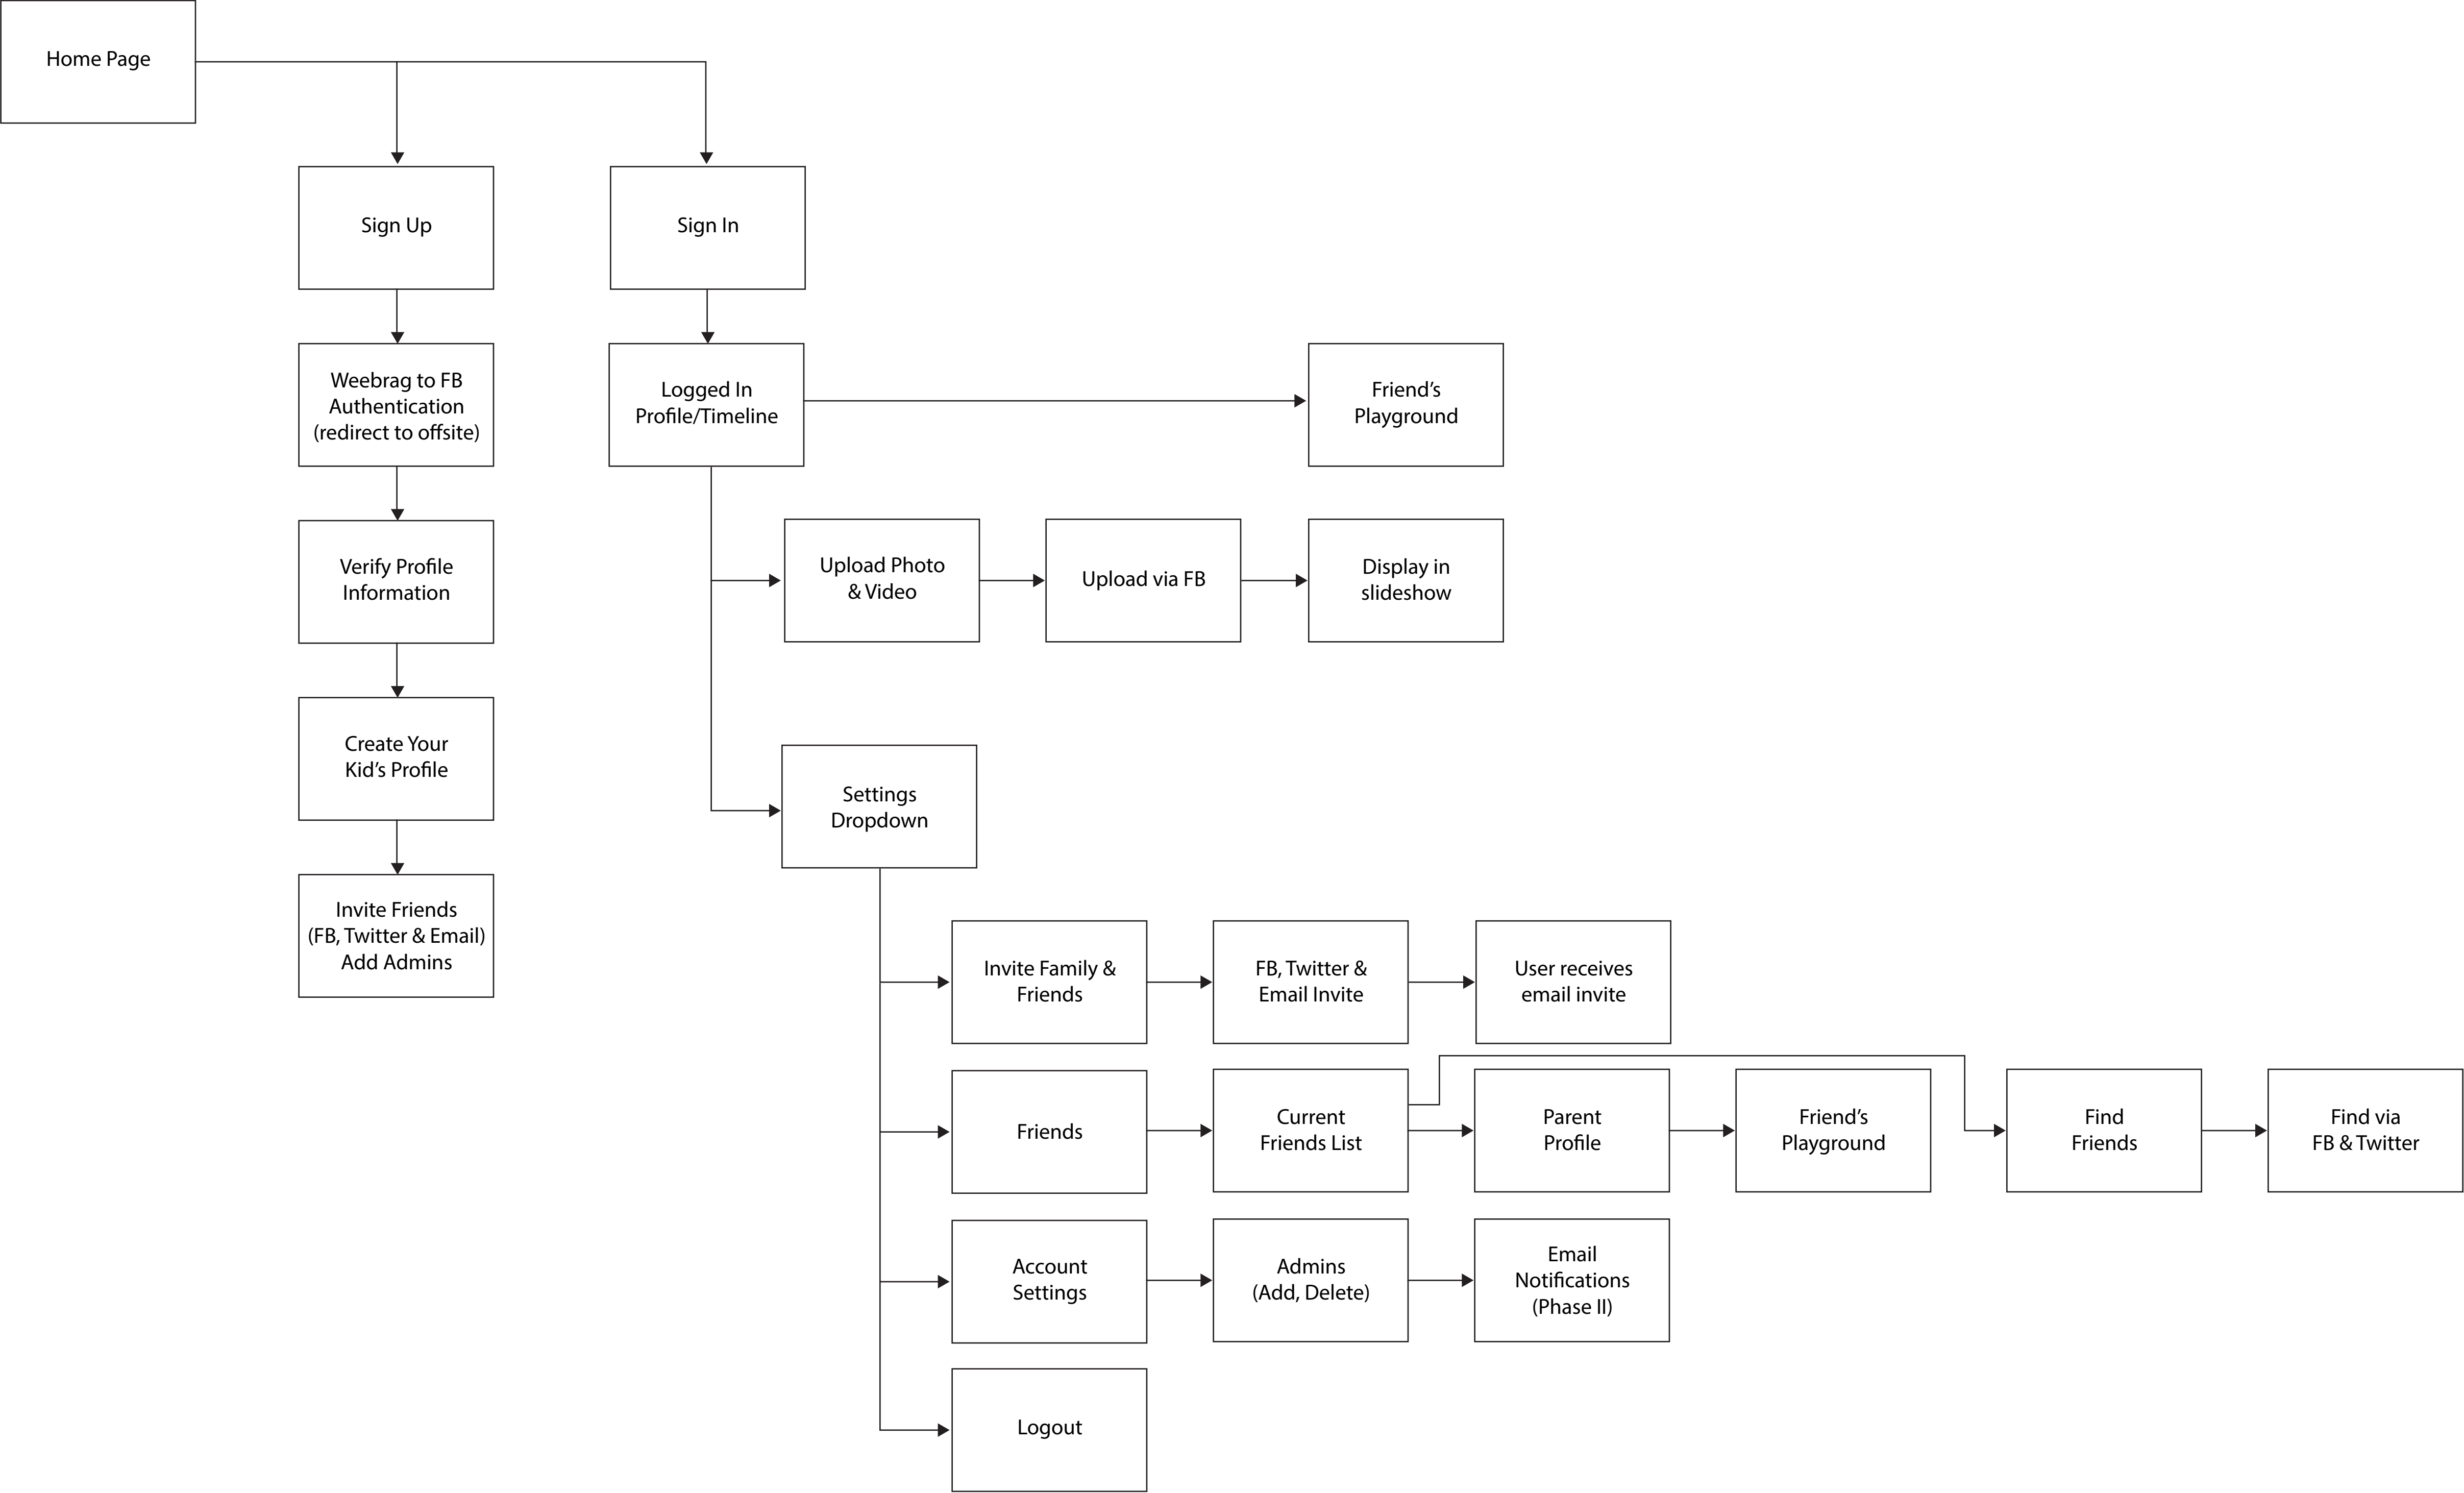 Home Page
Sign Up
Sign In
Weebrag to FB
Authentication
(redirect to offsite)
Logged In
Profile/Timeline
Friend’s
Playground
Verify Profile
Information
Upload Photo
& Video
Upload via FB
Display in
slideshow
Create Your
Kid’s Profile
Settings
Dropdown
Invite Friends
(FB, Twitter & Email)
Add Admins
Invite Family &
Friends
FB, Twitter &
Email Invite
User receives
email invite
Friends
Current
Friends List
Parent
Profile
Friend’s
Playground
Find
Friends
Find via
FB & Twitter
Account
Settings
Admins
(Add, Delete)
Email
Notifications
(Phase II)
Logout